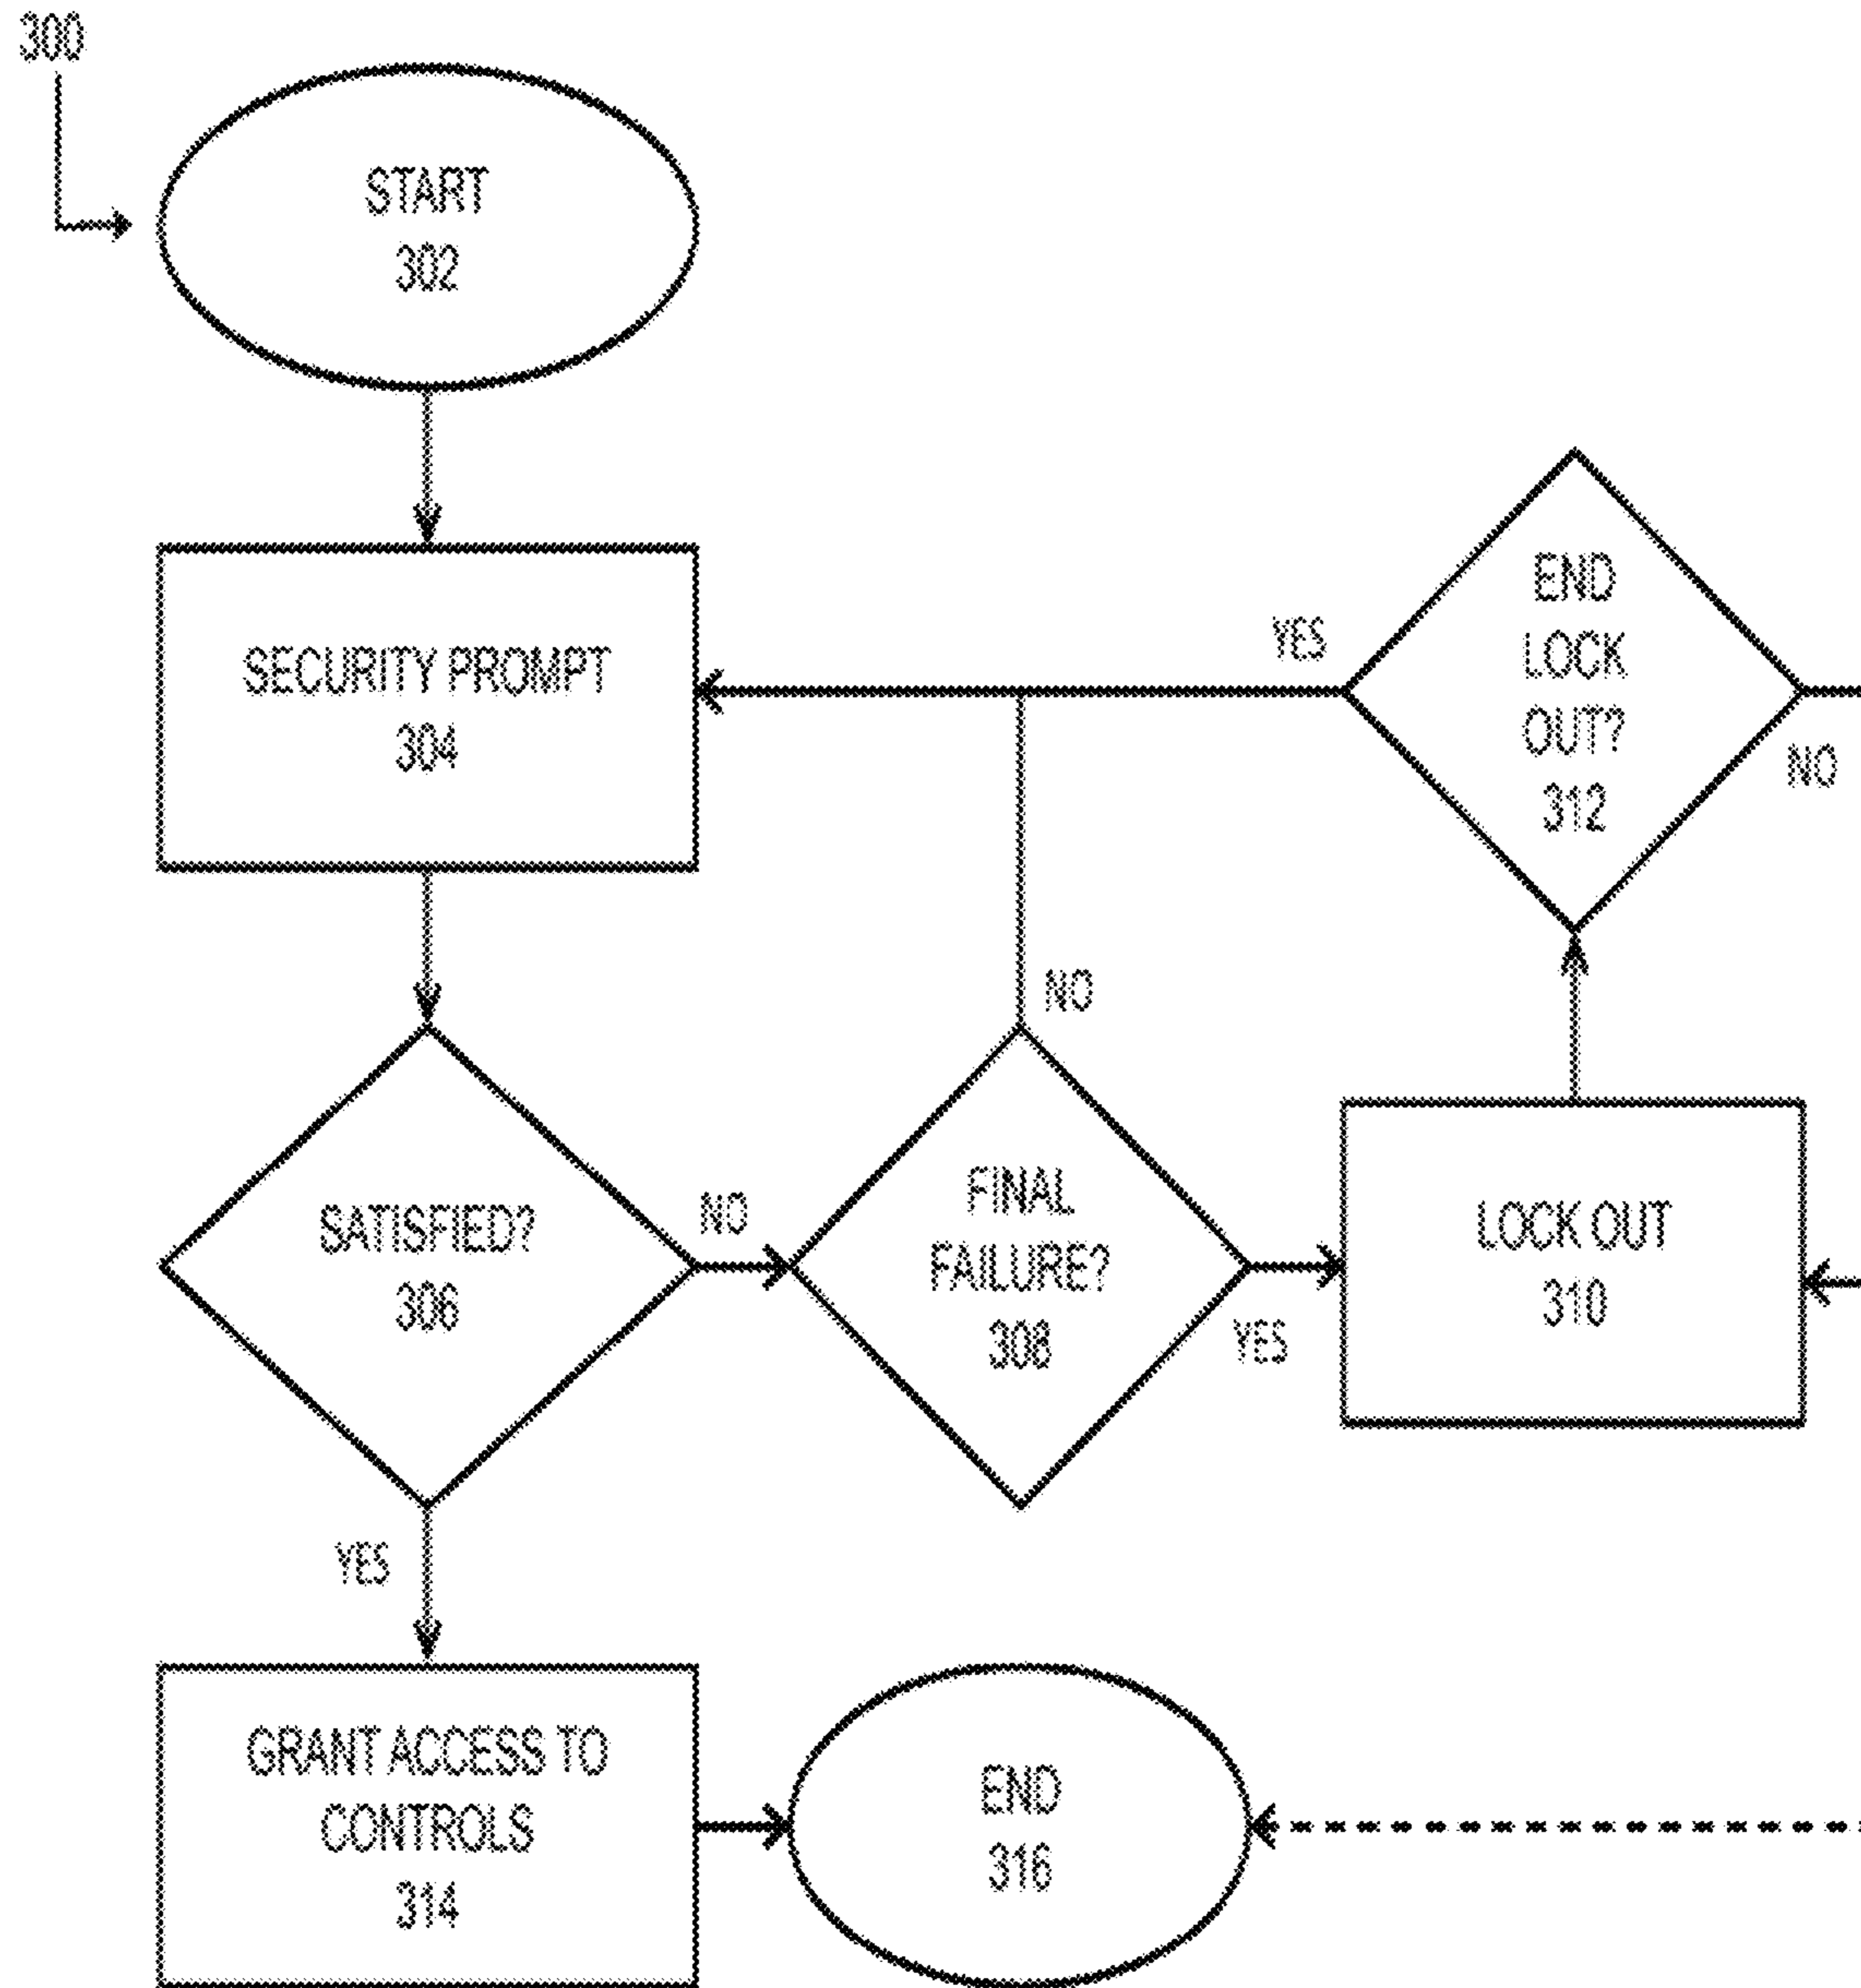 300
START
302
SECURITY PROMPT
304
YES
END
LOCK
OUT?
312
NO
NO
SATISFIED?
306
NO
FINAL
FAILURE?
308
YES
LOCK OUT
310
YES
GRANT ACCESS TO
CONTROLS
314
END
316